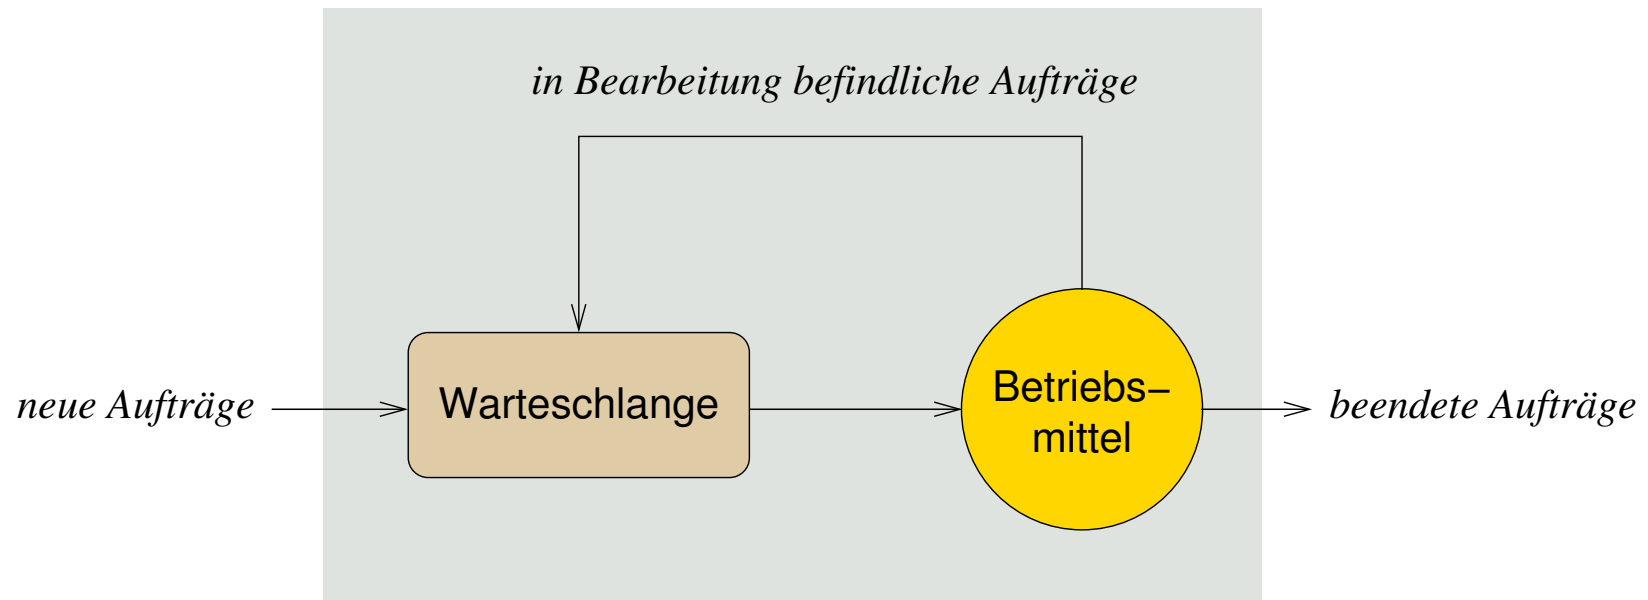 in Bearbeitung befindliche Aufträge
neue Aufträge
Warteschlange
Betriebs–
mittel
beendete Aufträge